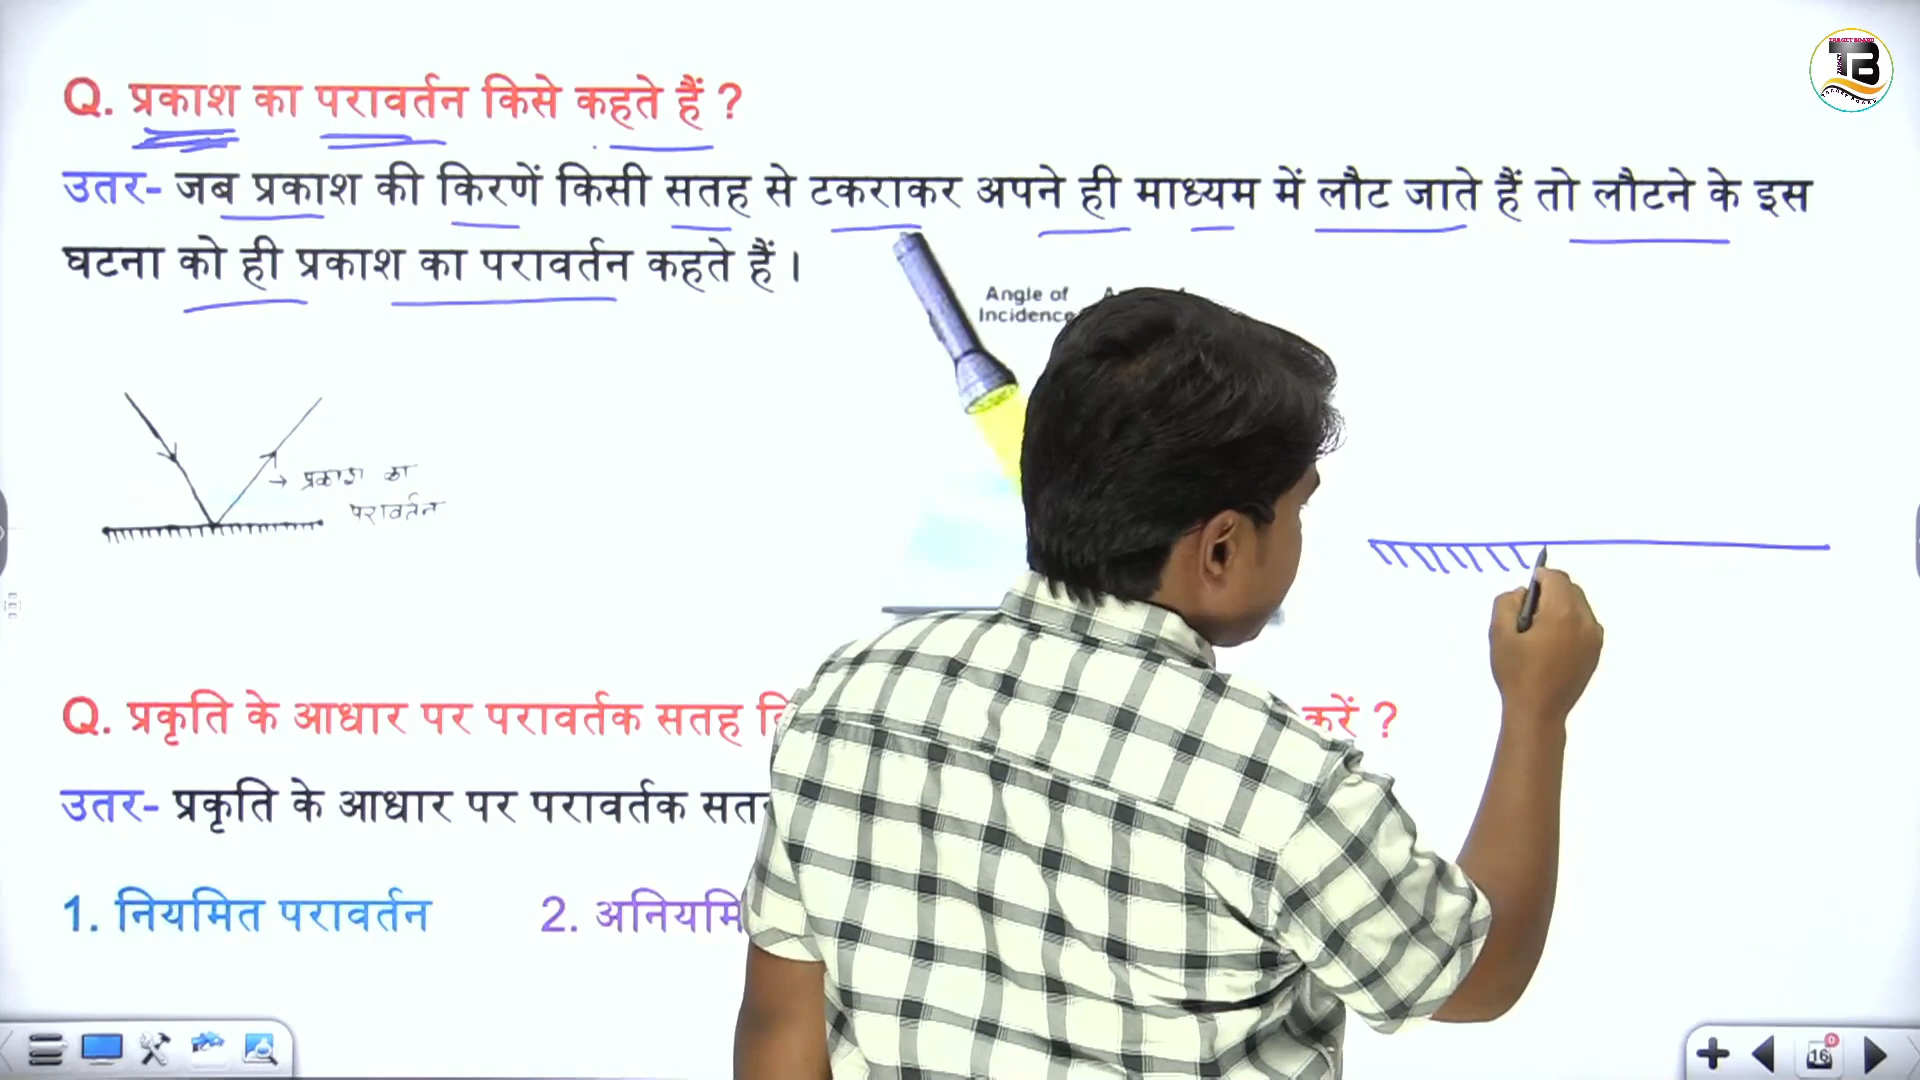 Q. प्रकाश का परावर्तन किसे कहते हैं ?
उतर- जब प्रकाश की किरणें किसी सतह से टकराकर अपने ही माध्यम में लौट जाते हैं तो लौटने के इस
घटना को ही प्रकाश का परावर्तन कहते हैं ।
Angle of
Incidence
→ प्रकाश का
परावर्तन
Q. प्रकृति के आधार पर परावर्तक सतह
करें ?
उतर- प्रकृति के आधार पर परावर्तक
1. नियमित परावर्तन
2.
TB
16